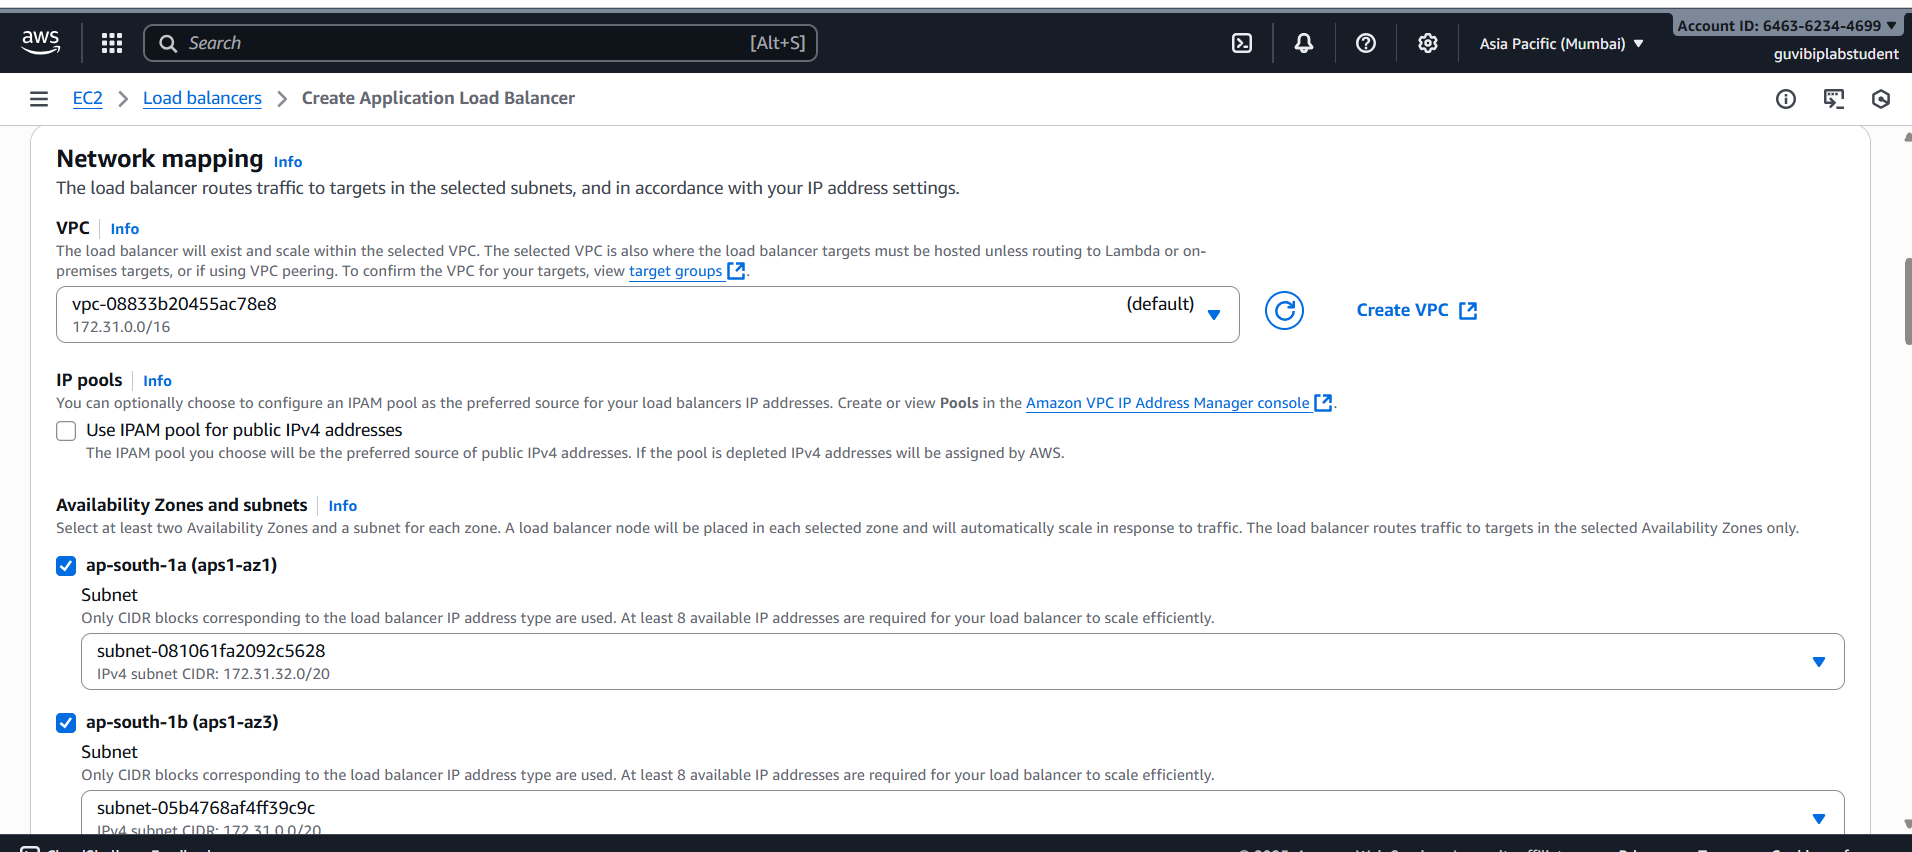 aws
Search
[Alt+S]
Asia Pacific (Mumbai)
Account ID: 6463-6234-4699
guvibiplabstudent
EC2 > Load balancers > Create Application Load Balancer
Network mapping Info
The load balancer routes traffic to targets in the selected subnets, and in accordance with your IP address settings.
VPC Info
The load balancer will exist and scale within the selected VPC. The selected VPC is also where the load balancer targets must be hosted unless routing to Lambda or on-
premises targets, or if using VPC peering. To confirm the VPC for your targets, view target groups.
vpc-08833b20455ac78e8 (default)
172.31.0.0/16
Create VPC
IP pools Info
You can optionally choose to configure an IPAM pool as the preferred source for your load balancers IP addresses. Create or view Pools in the Amazon VPC IP Address Manager console.
Use IPAM pool for public IPv4 addresses
The IPAM pool you choose will be the preferred source of public IPv4 addresses. If the pool is depleted IPv4 addresses will be assigned by AWS.
Availability Zones and subnets Info
Select at least two Availability Zones and a subnet for each zone. A load balancer node will be placed in each selected zone and will automatically scale in response to traffic. The load balancer routes traffic to targets in the selected Availability Zones only.
ap-south-1a (aps1-az1)
Subnet
Only CIDR blocks corresponding to the load balancer IP address type are used. At least 8 available IP addresses are required for your load balancer to scale efficiently.
subnet-081061fa2092c5628
IPv4 subnet CIDR: 172.31.32.0/20
ap-south-1b (aps1-az3)
Subnet
Only CIDR blocks corresponding to the load balancer IP address type are used. At least 8 available IP addresses are required for your load balancer to scale efficiently.
subnet-05b4768af4ff39c9c
IPv4 subnet CIDR: 172.31.0.0/20